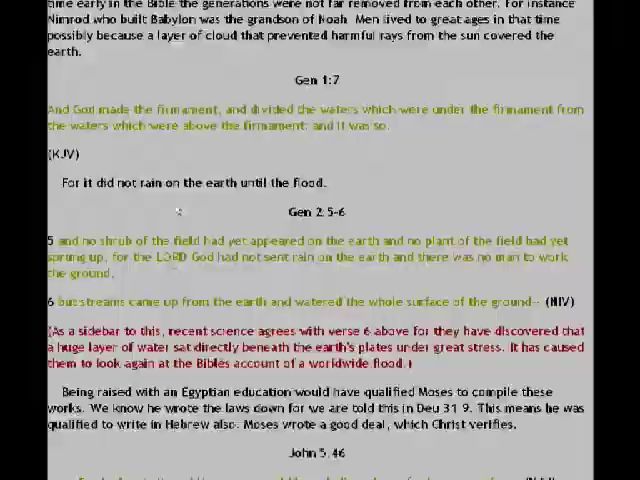 time early in the Bible the generations were not far removed from each other. For instance
Nimrod who built Babylon was the grandson of Noah. Men lived to great ages in that time
possibly because a layer of cloud that prevented harmful rays from the sun covered the
earth.
Gen 1:7
And God made the firmament, and divided the waters which were under the firmament from
the waters which were above the firmament: and it was so.
(KJV)
For it did not rain on the earth until the flood.
Gen 2:5-6
5 and no shrub of the field had yet appeared on the earth and no plant of the field had yet
sprung up, for the LORD God had not sent rain on the earth and there was no man to work
the ground,
6 but streams came up from the earth and watered the whole surface of the ground-- (NIV)
(As a sidebar to this, recent science agrees with verse 6 above for they have discovered that
a huge layer of water sat directly beneath the earth's plates under great stress. It has caused
them to look again at the Bibles account of a worldwide flood.)
Being raised with an Egyptian education would have qualified Moses to compile these
works. We know he wrote the laws down for we are told this in Deu 31:9. This means he was
qualified to write in Hebrew also. Moses wrote a good deal, which Christ verifies.
John 5:46